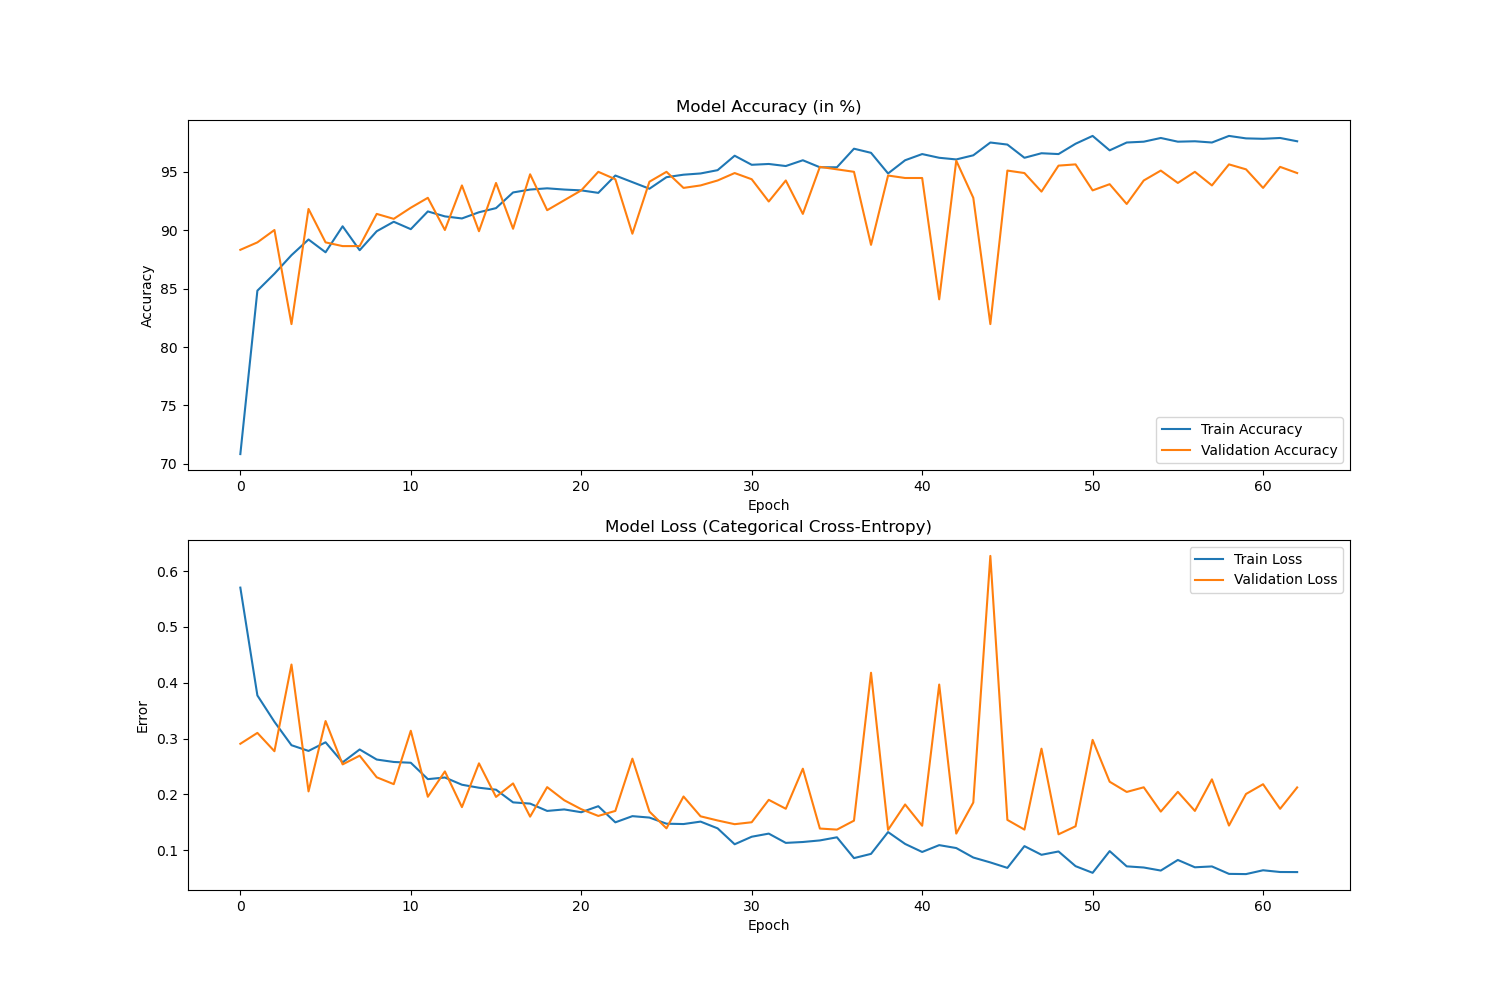 Model Accuracy (in %)
Accuracy
95
90
85
80
75
70
Train Accuracy
Validation Accuracy
0 10 20 30 40 50 60
Epoch
Model Loss (Categorical Cross-Entropy)
Error
0.6
0.5
0.4
0.3
0.2
0.1
Train Loss
Validation Loss
0 10 20 30 40 50 60
Epoch